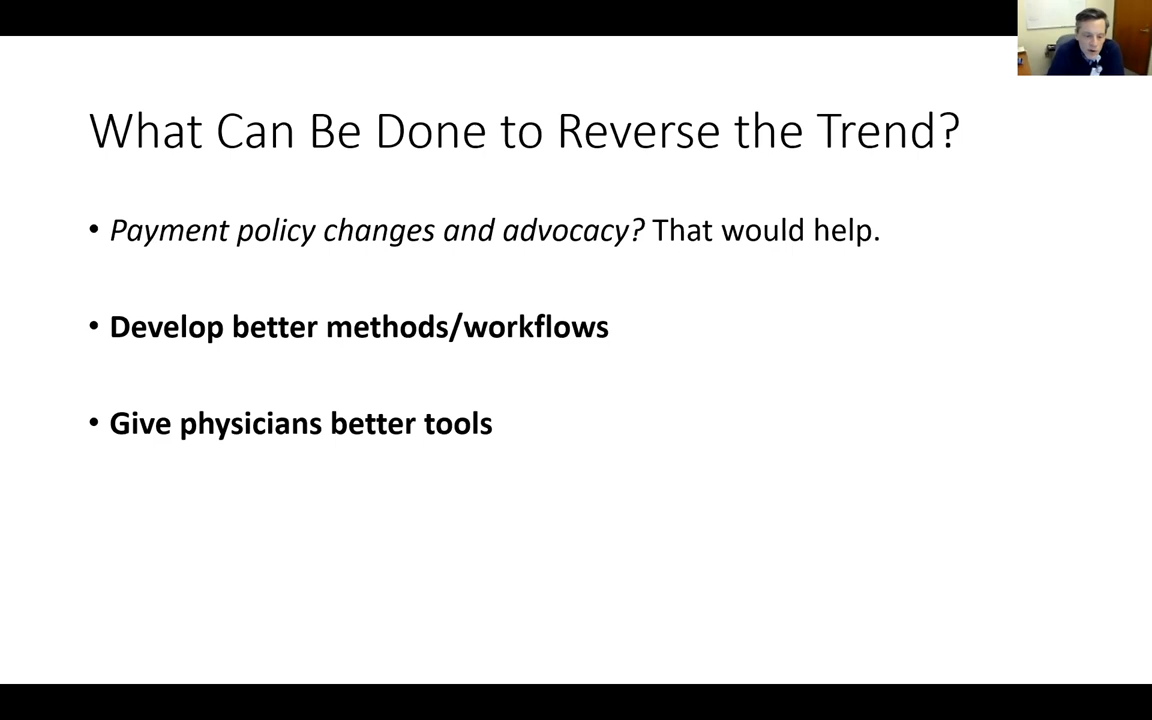 What Can Be Done to Reverse the Trend?
• Payment policy changes and advocacy? That would help.
• Develop better methods/workflows
• Give physicians better tools